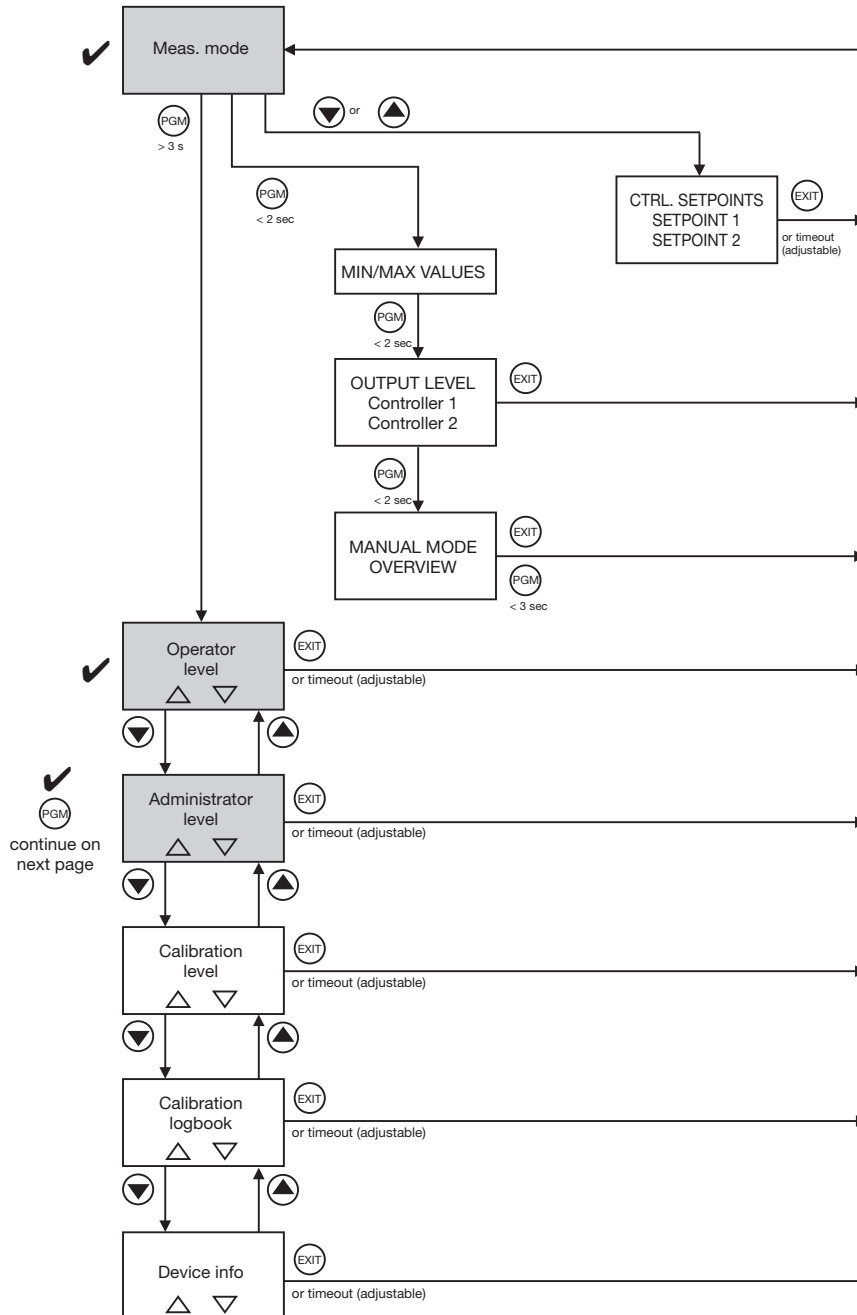 Meas. mode
PGM
> 3 s
or
PGM
< 2 sec
CTRL. SETPOINTS
SETPOINT 1
SETPOINT 2
EXIT
or timeout
(adjustable)
MIN/MAX VALUES
PGM
< 2 sec
OUTPUT LEVEL
Controller 1
Controller 2
EXIT
PGM
< 2 sec
MANUAL MODE
OVERVIEW
EXIT
PGM
< 3 sec
Operator
level
EXIT
or timeout (adjustable)
PGM
continue on
next page
Administrator
level
EXIT
or timeout (adjustable)
Calibration
level
EXIT
or timeout (adjustable)
Calibration
logbook
EXIT
or timeout (adjustable)
Device info
EXIT
or timeout (adjustable)